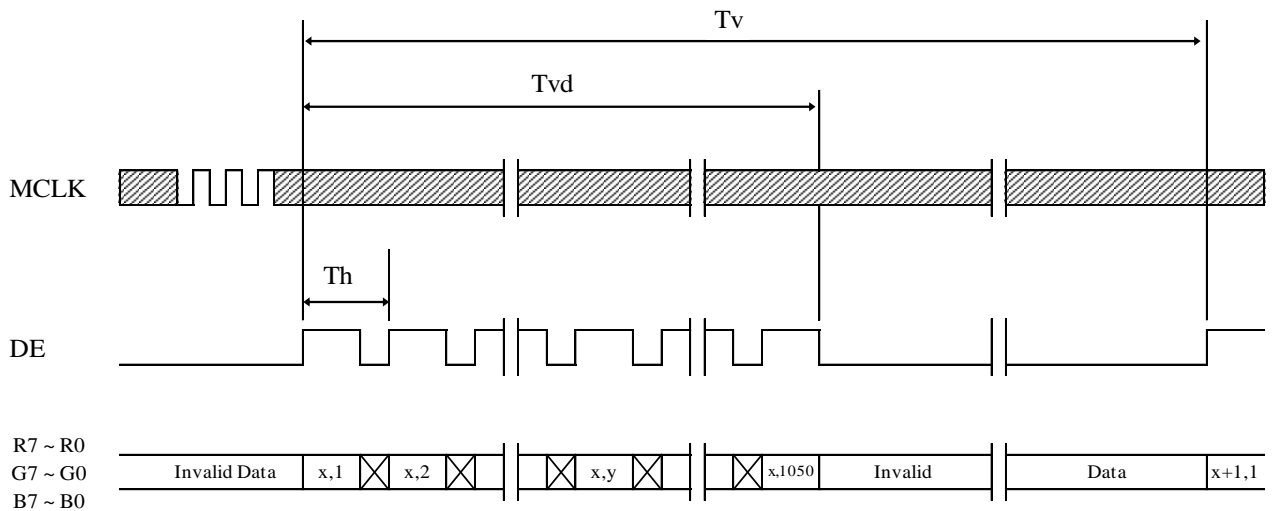 Tv
Tvd
MCLK
Th
DE
R7 ~ R0
G7 ~ G0
B7 ~ B0
Invalid Data x,1 x,2 x,y x,1050 Invalid Data x+1,1